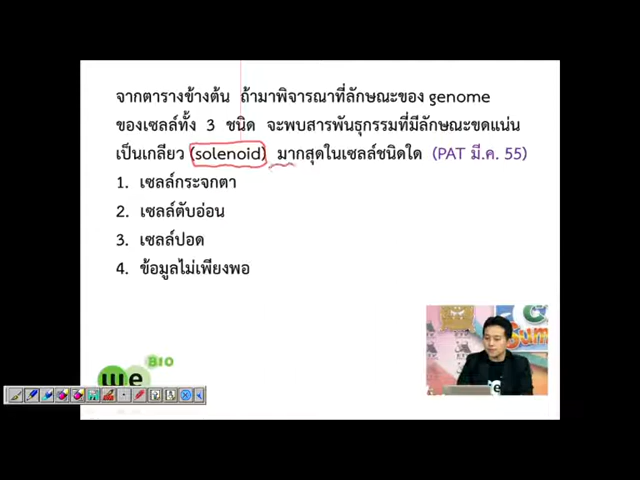 จากตารางข้างต้น ถ้ามาพิจารณาที่ลักษณะของ genome
ของเซลล์ทั้ง 3 ชนิด จะพบสารพันธุกรรมที่มีลักษณะขดแน่น
เป็นเกลียว (solenoid) มากสุดในเซลล์ชนิดใด (PAT มี.ค. 55)
1. เซลล์กระจกตา
2. เซลล์ตับอ่อน
3. เซลล์ปอด
4. ข้อมูลไม่เพียงพอ
BIO
we